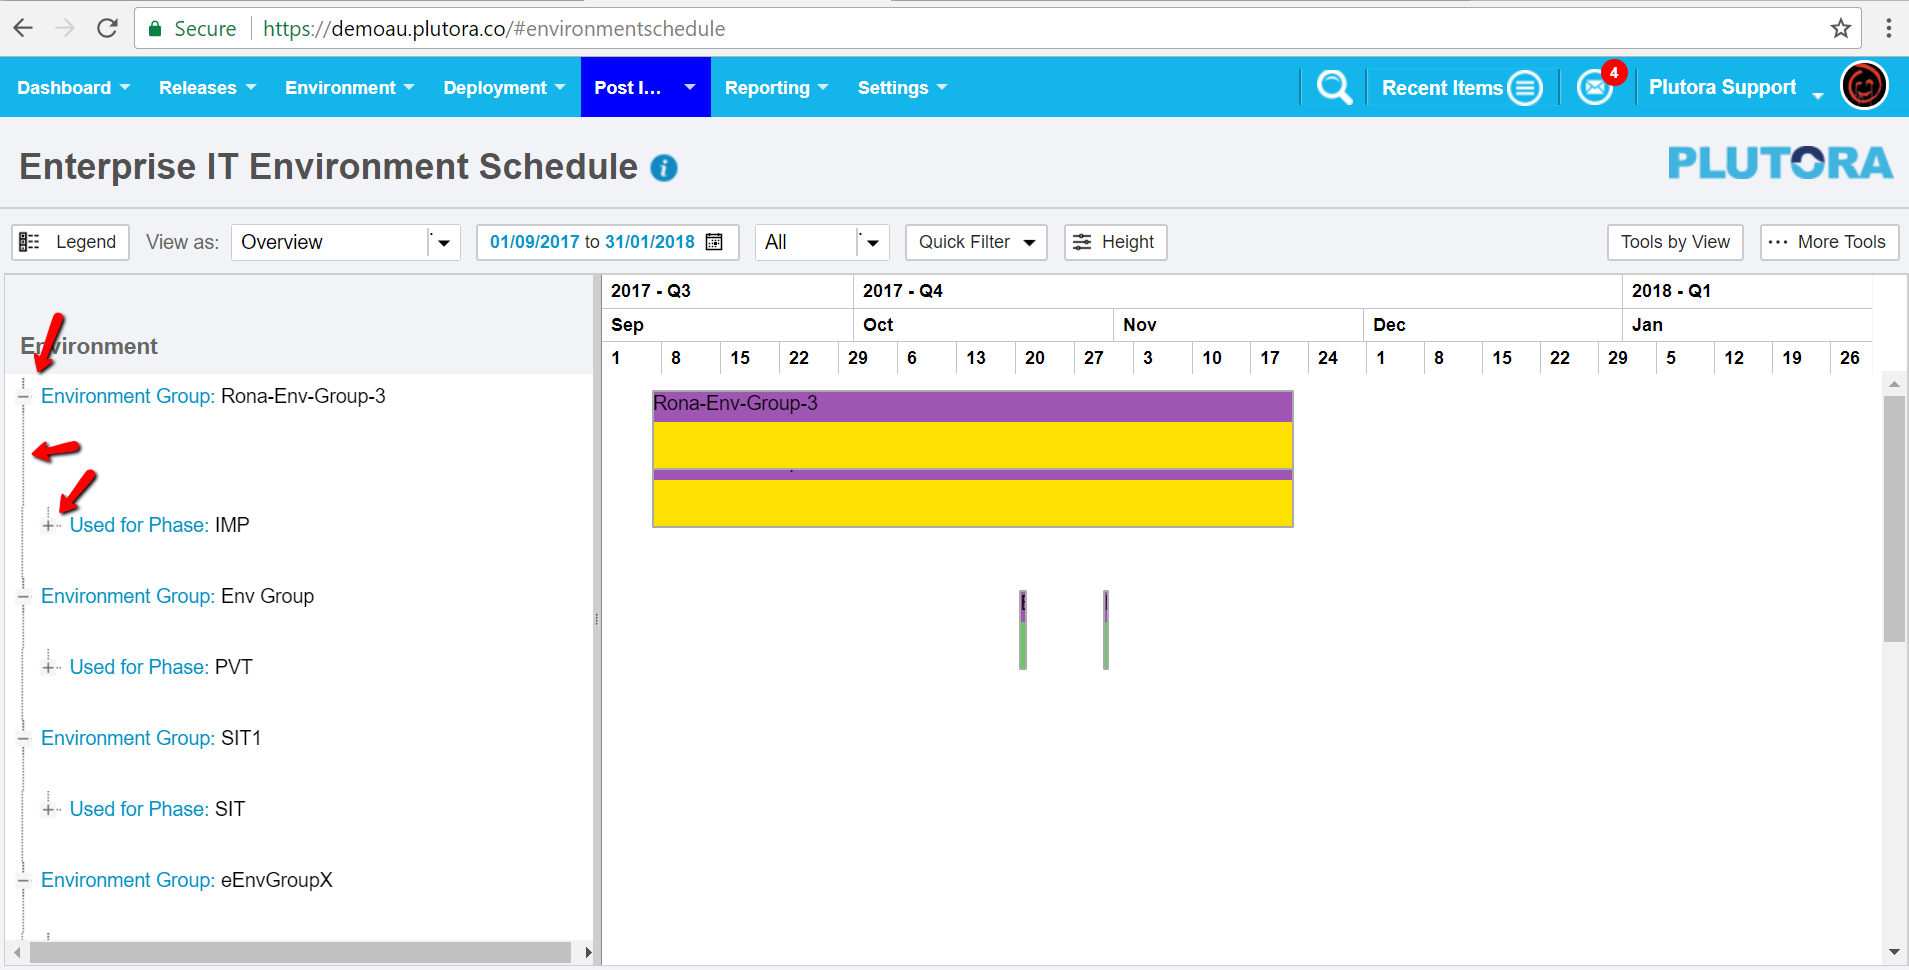 Secure https://demoau.plutora.co/#environmentschedule
Dashboard Releases Environment Deployment Post I... Reporting Settings Recent Items 4 Plutora Support
Enterprise IT Environment Schedule i PLUTORA
Legend View as: Overview 01/09/2017 to 31/01/2018 All Quick Filter Height Tools by View ... More Tools
2017 - Q3 2017 - Q4 2018 - Q1
Sep Oct Nov Dec Jan
Environment
1 8 15 22 29 6 13 20 27 3 10 17 24 1 8 15 22 29 5 12 19 26
Environment Group: Rona-Env-Group-3
Rona-Env-Group-3
Used for Phase: IMP
Environment Group: Env Group
Used for Phase: PVT
Environment Group: SIT1
Used for Phase: SIT
Environment Group: eEnvGroupX